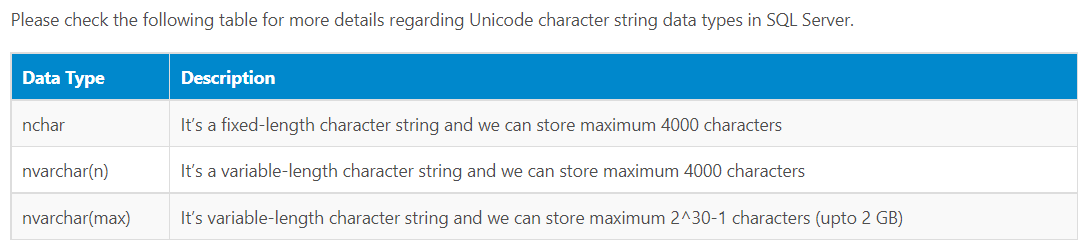 Please check the following table for more details regarding Unicode character string data types in SQL Server.
Data Type Description
nchar It’s a fixed-length character string and we can store maximum 4000 characters
nvarchar(n) It’s a variable-length character string and we can store maximum 4000 characters
nvarchar(max) It’s variable-length character string and we can store maximum 2^30-1 characters (upto 2 GB)